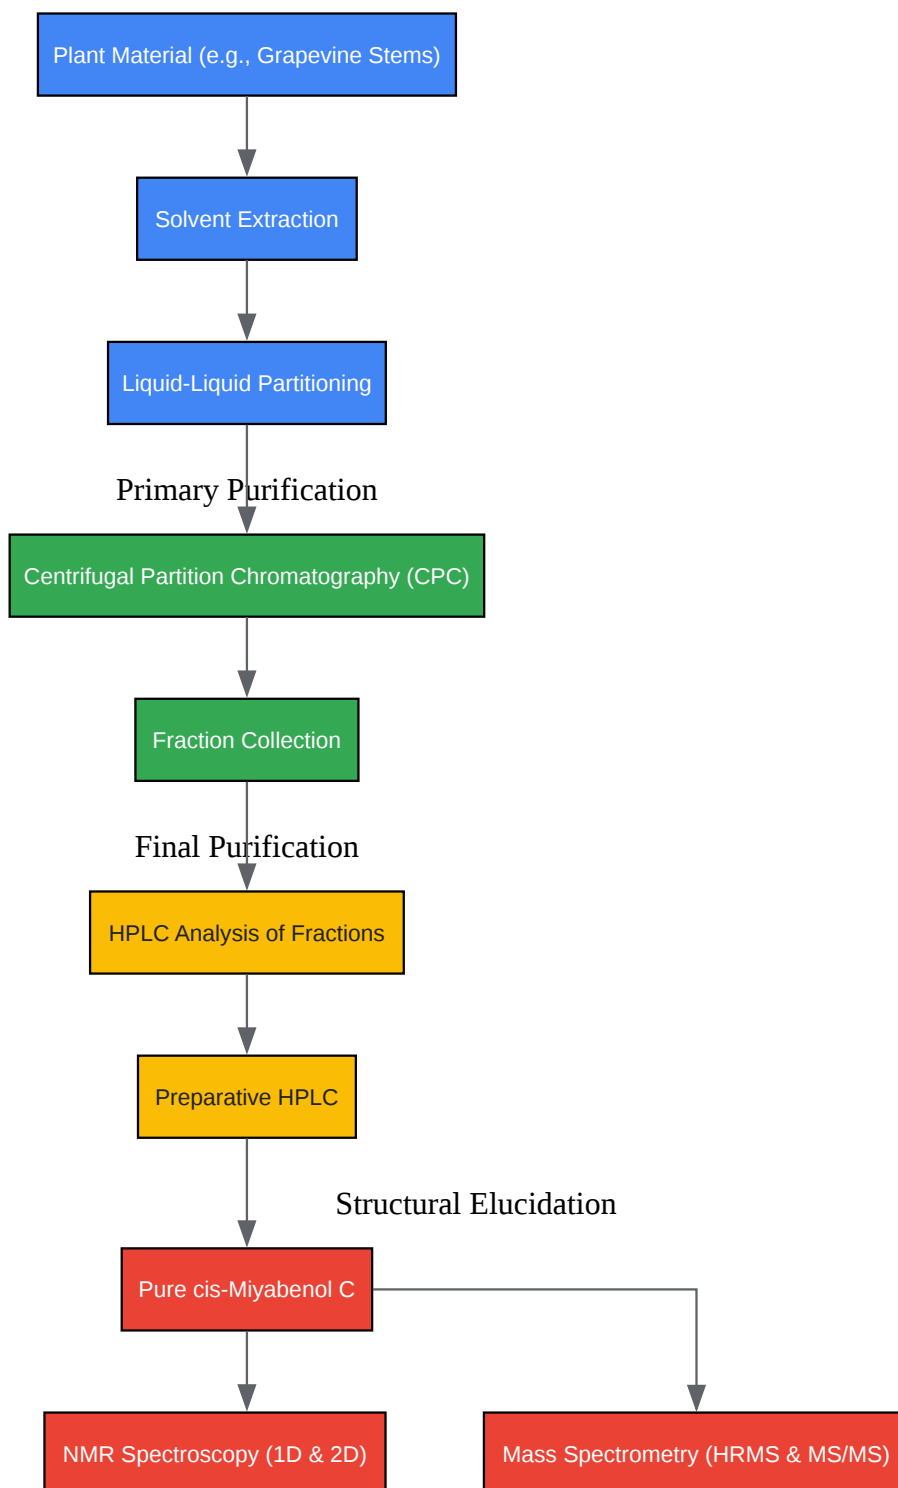 Plant Material (e.g., Grapevine Stems)
Solvent Extraction
Liquid-Liquid Partitioning
Primary Purification
Centrifugal Partition Chromatography (CPC)
Fraction Collection
Final Purification
HPLC Analysis of Fractions
Preparative HPLC
Structural Elucidation
Pure cis-Miyabenol C
NMR Spectroscopy (1D & 2D)
Mass Spectrometry (HRMS & MS/MS)